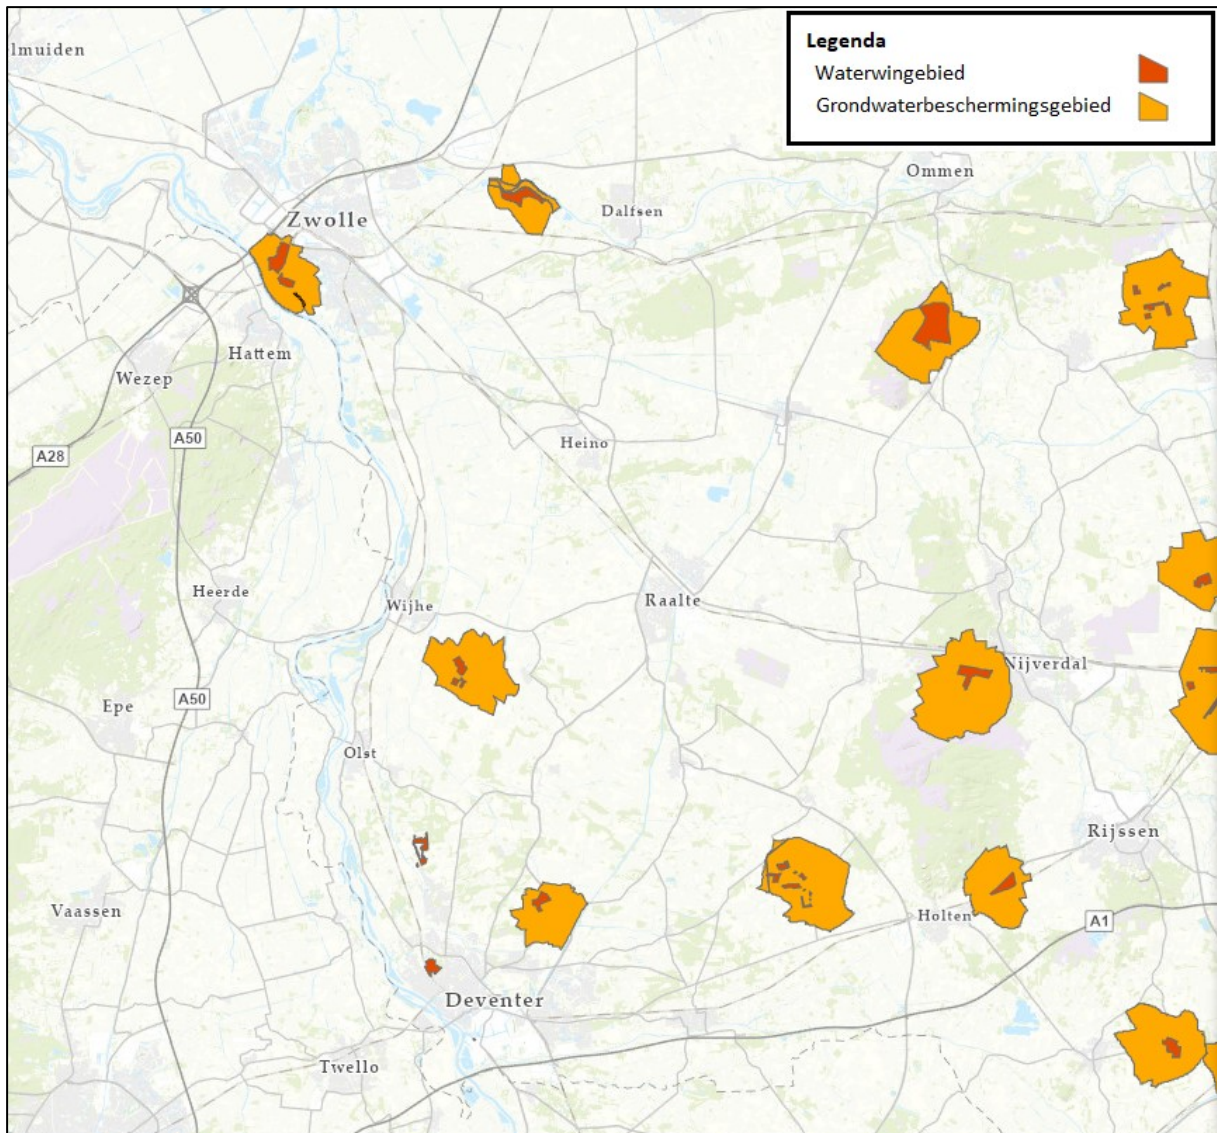 Legenda
Waterwingebied
Grondwaterbeschermingsgebied
lmuiden
Ommen
Zwolle
Dalfsen
Hattem
Wezep
A50
A28
Heino
Heerde
Wijhe
Raalte
Nijverdal
A50
Epe
Olst
Rijssen
Vaassen
Holten
A1
Deventer
Twello